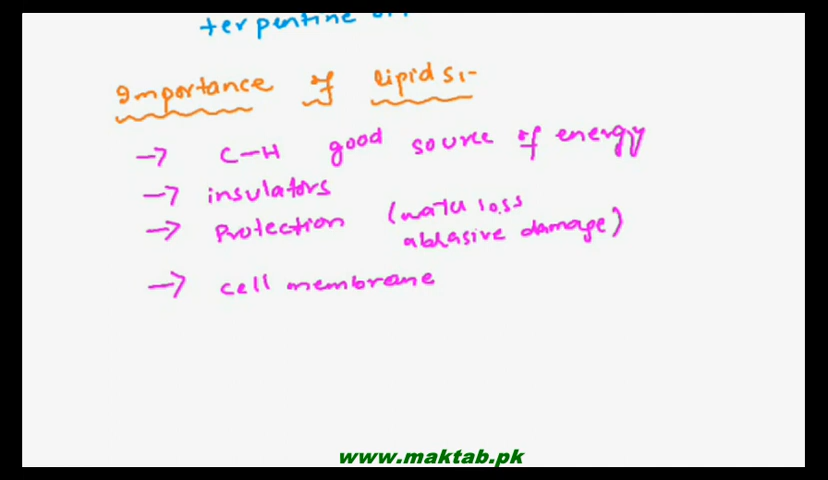 terpentine
Importance of lipids:-
→ C-H good source of energy
→ insulators
→ Protection (water loss
abrasive damage)
→ cell membrane
www.maktab.pk